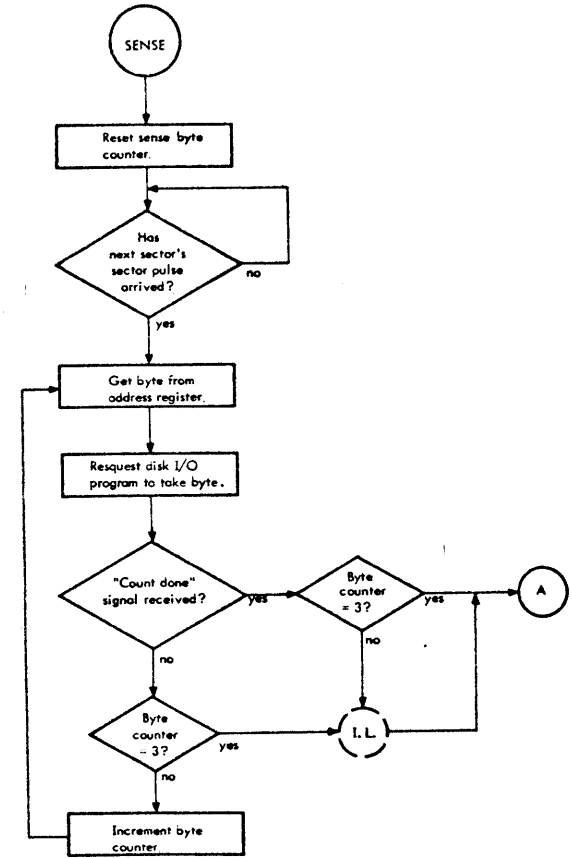 SENSE
Reset sense byte
counter.
Has
next sector's
sector pulse
arrived?
no
yes
Get byte from
address register.
Resquest disk I/O
program to take byte.
"Count done"
signal received?
yes
Byte
counter
= 3?
yes
A
no
no
Byte
counter
= 3?
yes
I. L.
no
Increment byte
counter